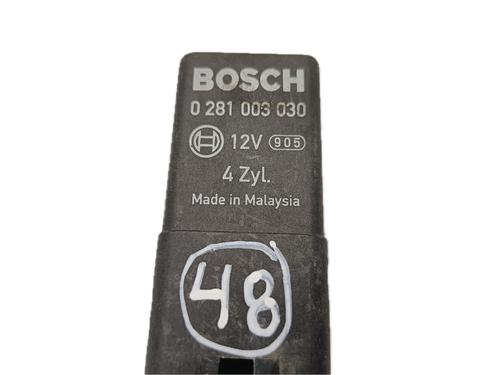 BOSCH
0 281 003 030
12V 905
4 Zyl.
Made in Malaysia
48